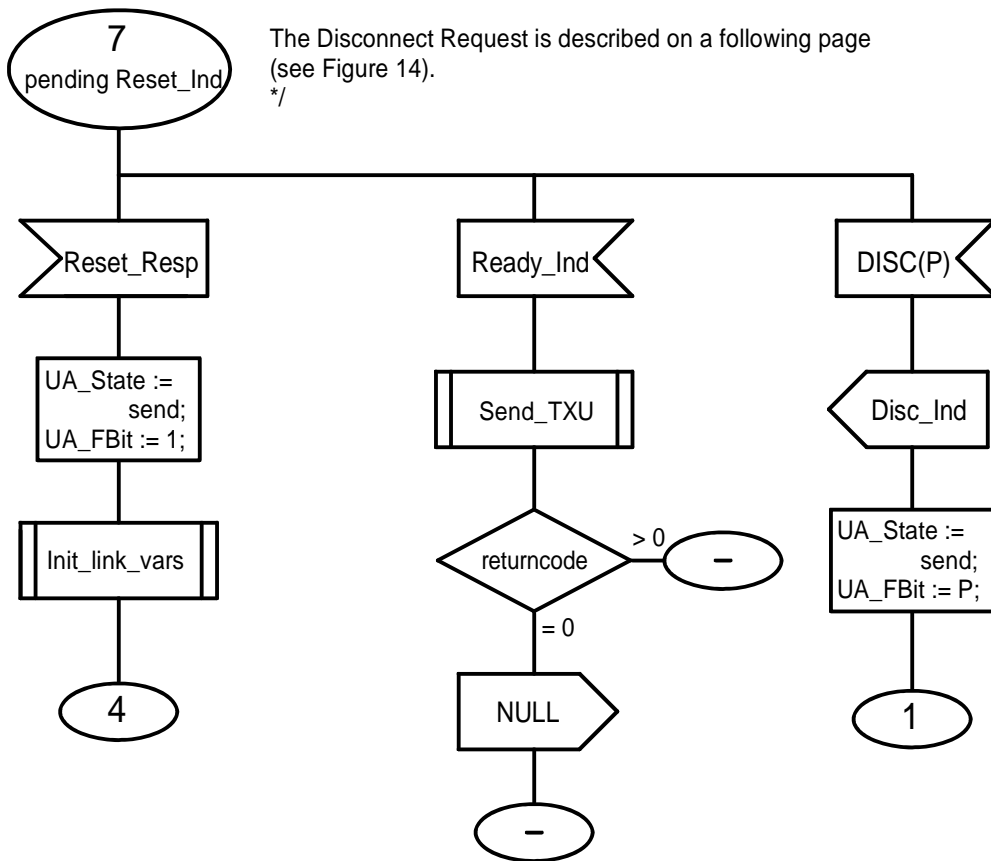 7
pending Reset_Ind
The Disconnect Request is described on a following page
(see Figure 14).
*/
Reset_Resp
UA_State :=
send;
UA_FBit := 1;
Init_link_vars
4
Ready_Ind
Send_TXU
returncode
> 0
–
= 0
NULL
–
DISC(P)
Disc_Ind
UA_State :=
send;
UA_FBit := P;
1